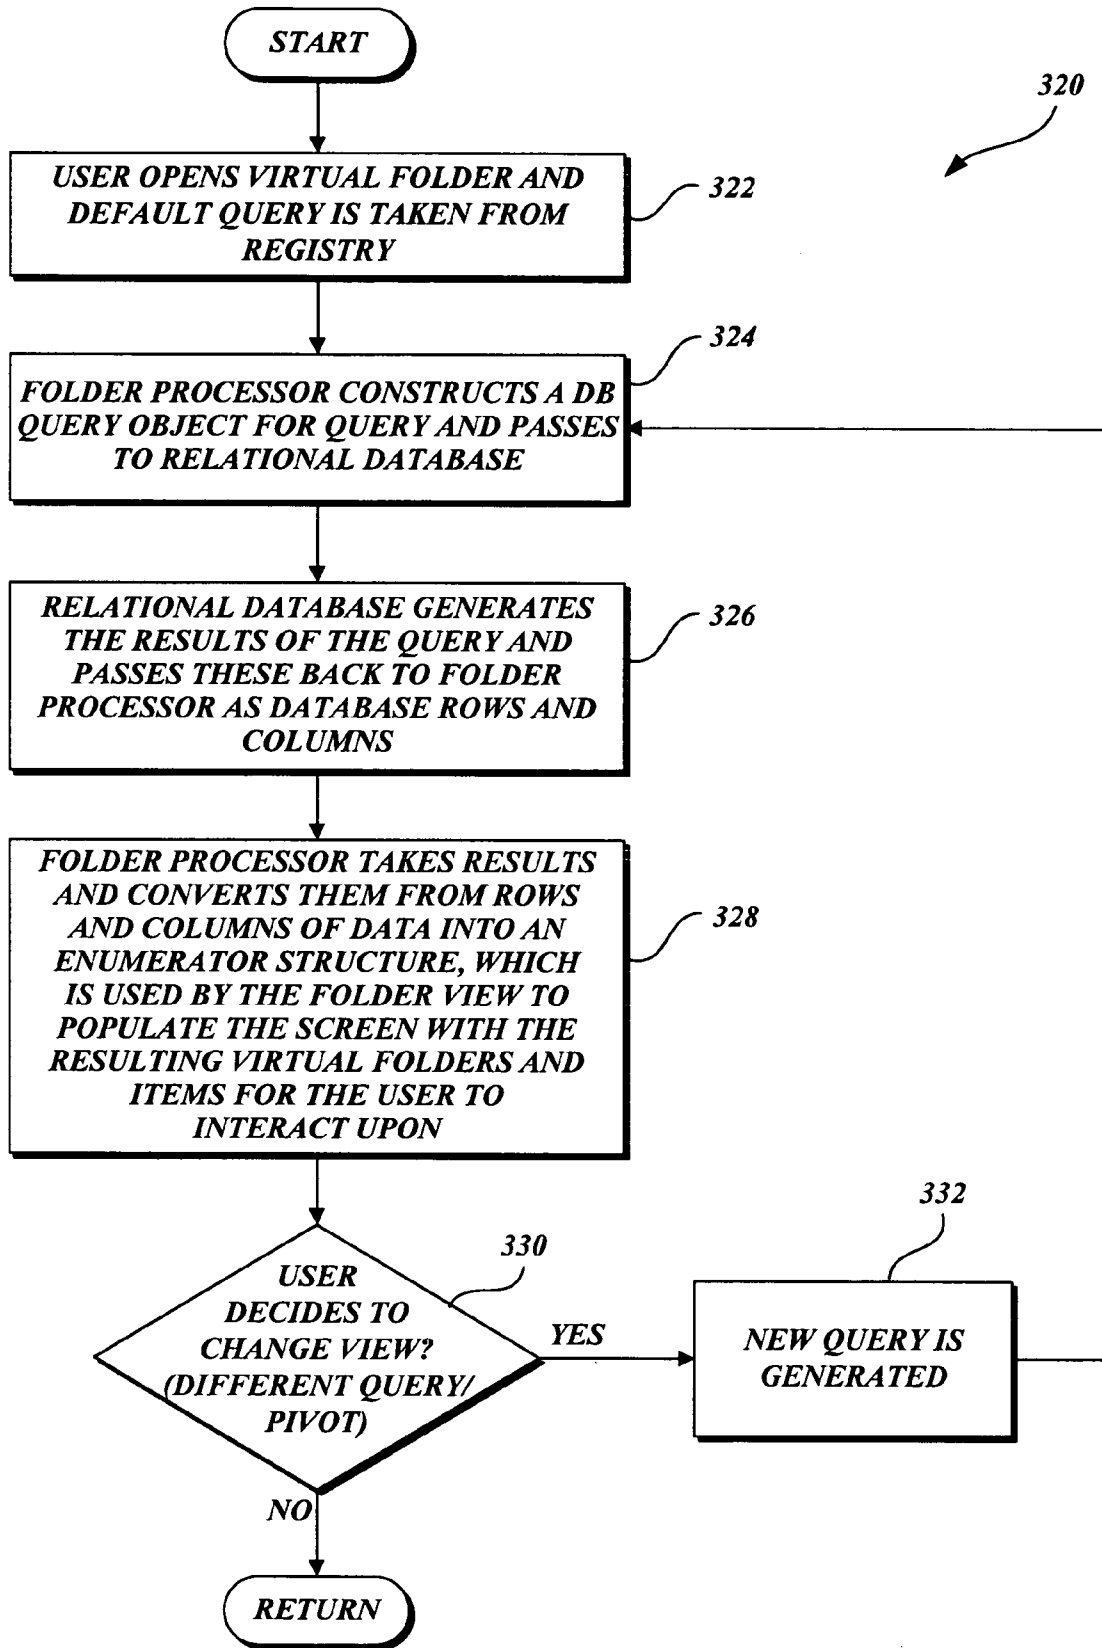 START
320
USER OPENS VIRTUAL FOLDER AND
DEFAULT QUERY IS TAKEN FROM
REGISTRY
322
324
FOLDER PROCESSOR CONSTRUCTS A DB
QUERY OBJECT FOR QUERY AND PASSES
TO RELATIONAL DATABASE
RELATIONAL DATABASE GENERATES
THE RESULTS OF THE QUERY AND
PASSES THESE BACK TO FOLDER
PROCESSOR AS DATABASE ROWS AND
COLUMNS
326
FOLDER PROCESSOR TAKES RESULTS
AND CONVERTS THEM FROM ROWS
AND COLUMNS OF DATA INTO AN
ENUMERATOR STRUCTURE, WHICH
IS USED BY THE FOLDER VIEW TO
POPULATE THE SCREEN WITH THE
RESULTING VIRTUAL FOLDERS AND
ITEMS FOR THE USER TO
INTERACT UPON
328
330
USER
DECIDES TO
CHANGE VIEW?
(DIFFERENT QUERY/
PIVOT)
YES
332
NEW QUERY IS
GENERATED
NO
RETURN